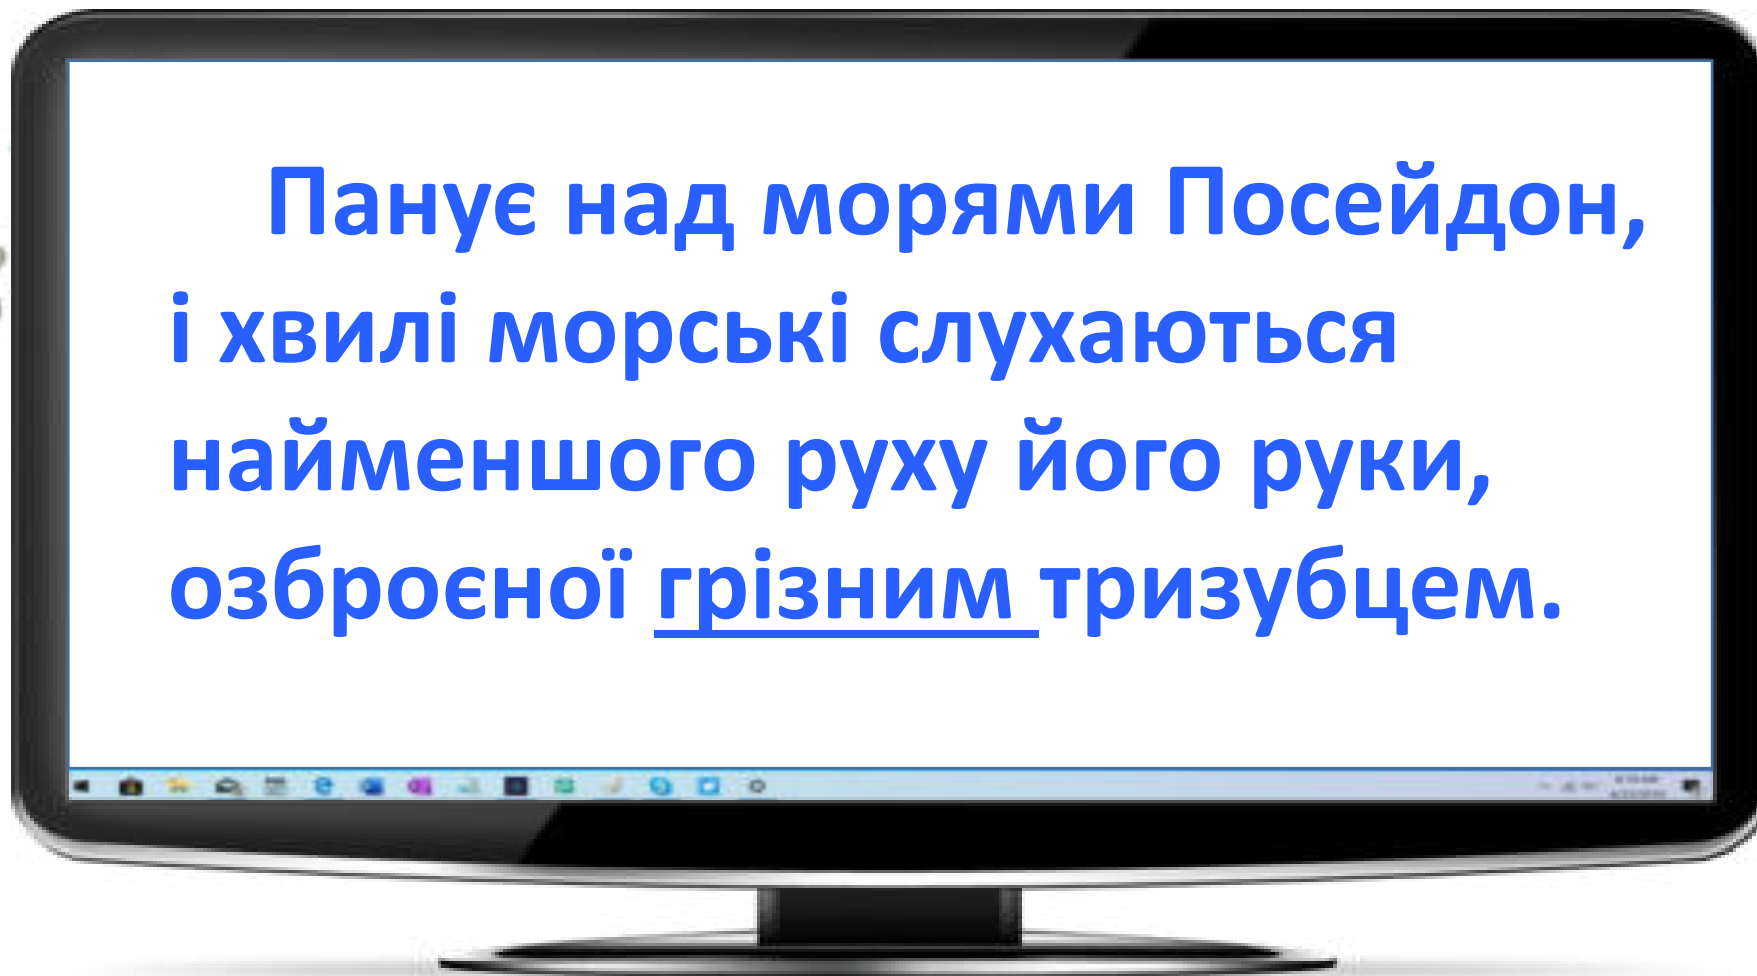 Панує над морями Посейдон,
і хвилі морські слухаються
найменшого руху його руки,
озброєної грізним тризубцем.